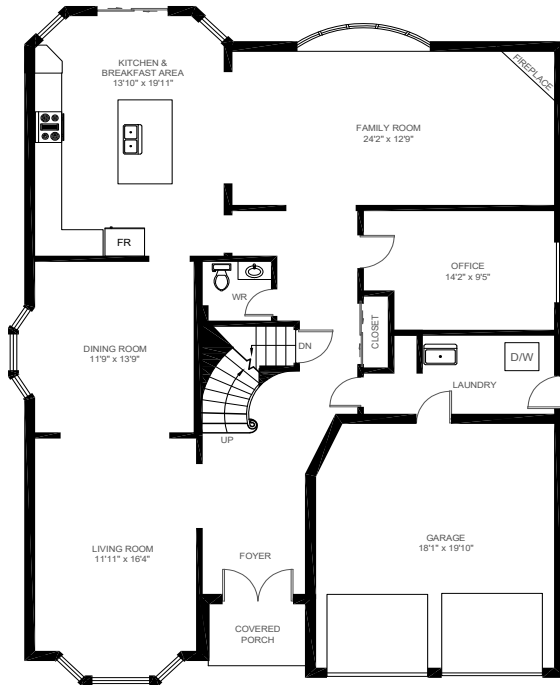 KITCHEN &
BREAKFAST AREA
13'10" x 19'11"
FIREPLACE
FAMILY ROOM
24'2" x 12'9"
FR
OFFICE
14'2" x 9'5"
WR
CLOSET
DINING ROOM
11'9" x 13'9"
DN
D/W
LAUNDRY
UP
LIVING ROOM
11'11" x 16'4"
FOYER
GARAGE
18'1" x 19'10"
COVERED
PORCH